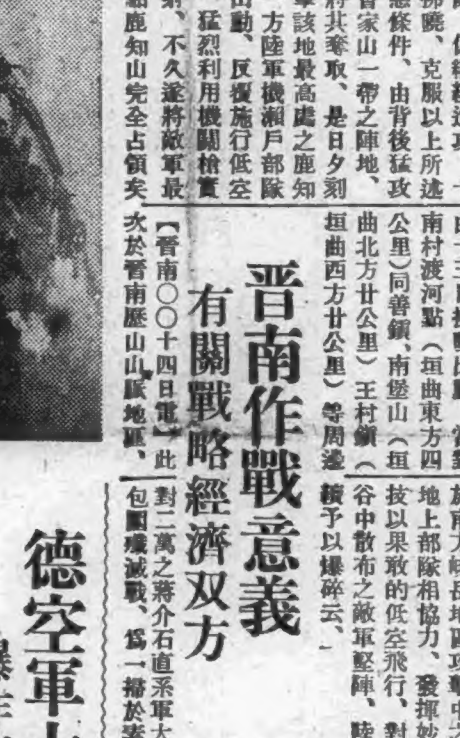 拂曉、克服以上所述
惡條件、由背後猛攻
家山一帶之陣地、
將其奪取、是日夕刻
該地最高處之鹿知
方陸軍機瀨戶部隊
出動、反覆施行低空
猛烈利用機關槍
不久遂將敵軍最
鹿知山完全占領矣
南村渡河點（垣曲東方四
公里）同善鎮、南堡山（垣
曲北方廿公里）王村鎮（
垣曲西方廿公里）等周邊
地上部隊相協力、發揮妙
技以果敢的低空飛行、對
谷中散布之敵軍堅陣、陸
續予以爆碎云、
晋南作戰意義
有關戰略經濟双方
【晉南〇〇十四日電】此
次於晉南歷山山脈地區、
對二萬之蔣介石直系軍大
包圍殲滅戰、爲一掃於
德空軍